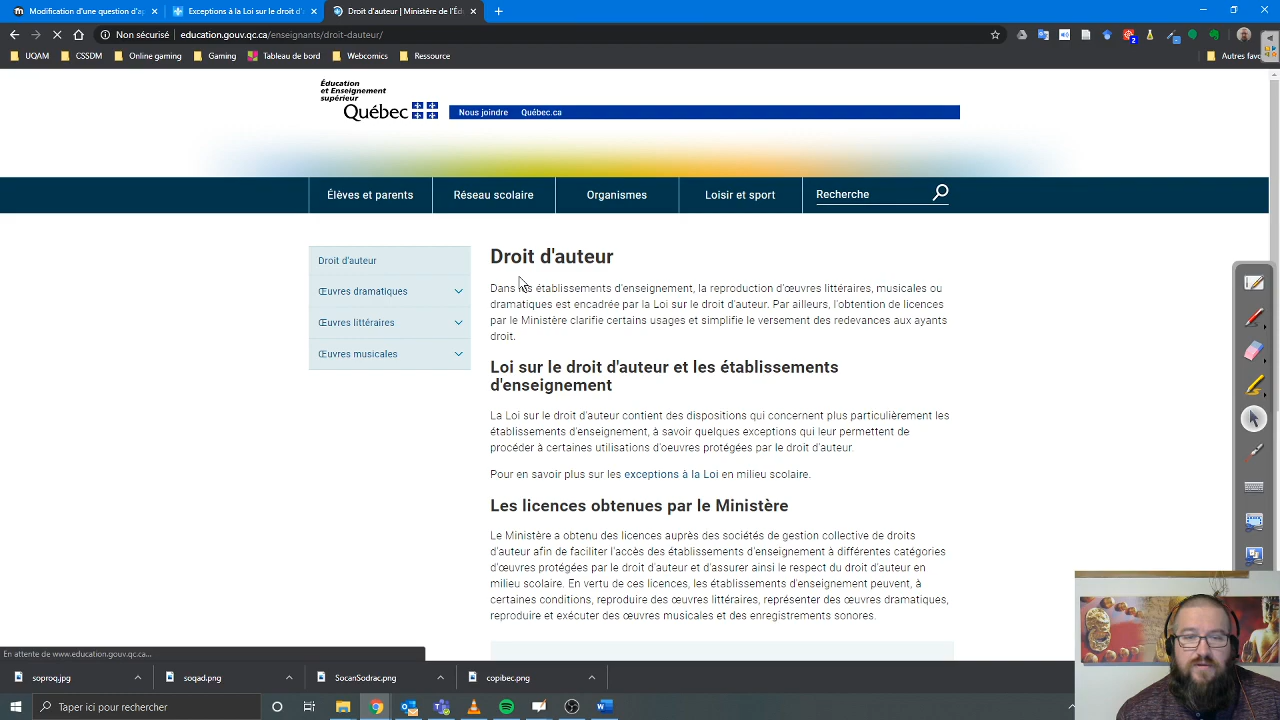 Modification d'une question d'ap
Exceptions à la Loi sur le droit d'
Droit d'auteur | Ministère de l'Édu
Non sécurisé
education.gouv.qc.ca/enseignants/droit-dauteur/
UQAM
CSSDM
Online gaming
Gaming
Tableau de bord
Webcomics
Ressource
Autres favo
Éducation
et Enseignement
supérieur
Québec
Nous joindre
Québec.ca
Élèves et parents
Réseau scolaire
Organismes
Loisir et sport
Recherche
Droit d'auteur
Œuvres dramatiques
Œuvres littéraires
Œuvres musicales
Droit d'auteur
Dans les établissements d'enseignement, la reproduction d'œuvres littéraires, musicales ou
dramatiques est encadrée par la Loi sur le droit d'auteur. Par ailleurs, l'obtention de licences
par le Ministère clarifie certains usages et simplifie le versement des redevances aux ayants
droit.
Loi sur le droit d'auteur et les établissements
d'enseignement
La Loi sur le droit d'auteur contient des dispositions qui concernent plus particulièrement les
établissements d'enseignement, à savoir quelques exceptions qui leur permettent de
procéder à certaines utilisations d'oeuvres protégées par le droit d'auteur.
Pour en savoir plus sur les exceptions à la Loi en milieu scolaire.
Les licences obtenues par le Ministère
Le Ministère a obtenu des licences auprès des sociétés de gestion collective de droits
d'auteur afin de faciliter l'accès des établissements d'enseignement à différentes catégories
d'œuvres protégées par le droit d'auteur et d'assurer ainsi le respect du droit d'auteur en
milieu scolaire. En vertu de ces licences, les établissements d'enseignement peuvent, à
certaines conditions, reproduire des œuvres littéraires, représenter des œuvres dramatiques,
reproduire et exécuter des œuvres musicales et des enregistrements sonores.
En attente de www.education.gouv.qc.ca...
soproq.jpg
soqad.png
SocanSodrac.png
copibec.png
Taper ici pour rechercher